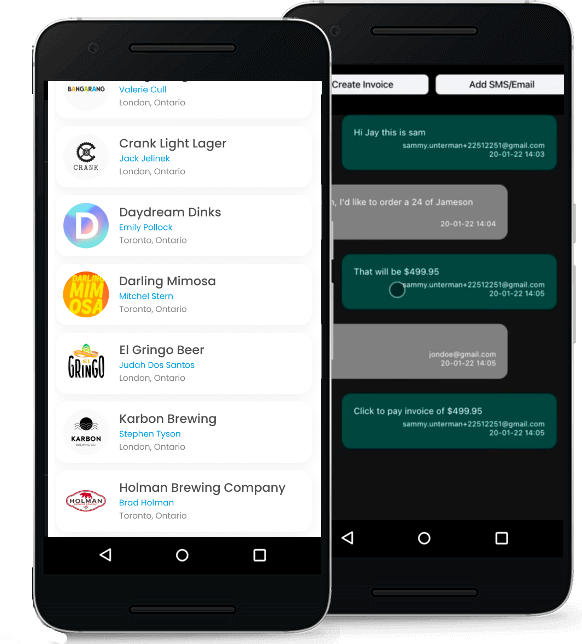 BANGARANG
Valerie Cull
London, Ontario
CRANK
Crank Light Lager
Jack Jelinek
London, Ontario
D
Daydream Dinks
Emily Pollock
Toronto, Ontario
DARLING
MIM
OSA
Darling Mimosa
Mitchel Stern
Toronto, Ontario
GRINGO
El Gringo Beer
Judah Dos Santos
London, Ontario
KARBON
Karbon Brewing
Stephen Tyson
London, Ontario
HOLMAN
Holman Brewing Company
Brad Holman
Toronto, Ontario
Create Invoice
Add SMS/Email
Hi Jay this is sam
sammy.unterman+22512251@gmail.com
20-01-22 14:03
, I'd like to order a 24 of Jameson
20-01-22 14:04
That will be $499.95
sammy.unterman+22512251@gmail.com
20-01-22 14:05
jondoe@gmail.com
20-01-22 14:05
Click to pay invoice of $499.95
sammy.unterman+22512251@gmail.com
20-01-22 14:05